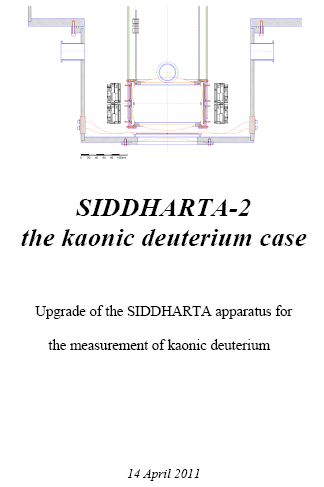 SIDDHARTA-2
the kaonic deuterium case
Upgrade of the SIDDHARTA apparatus for
the measurement of kaonic deuterium
14 April 2011